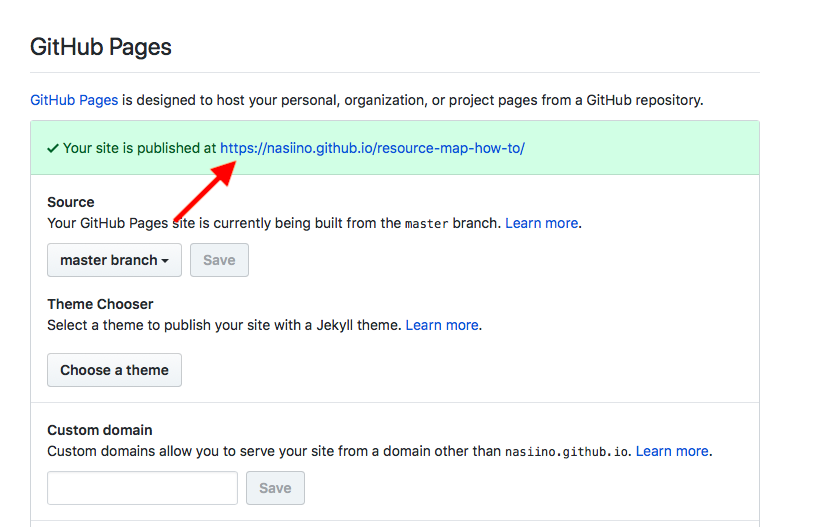 GitHub Pages
GitHub Pages is designed to host your personal, organization, or project pages from a GitHub repository.
Your site is published at https://nasiino.github.io/resource-map-how-to/
Source
Your GitHub Pages site is currently being built from the master branch. Learn more.
master branch Save
Theme Chooser
Select a theme to publish your site with a Jekyll theme. Learn more.
Choose a theme
Custom domain
Custom domains allow you to serve your site from a domain other than nasiino.github.io. Learn more.
Save